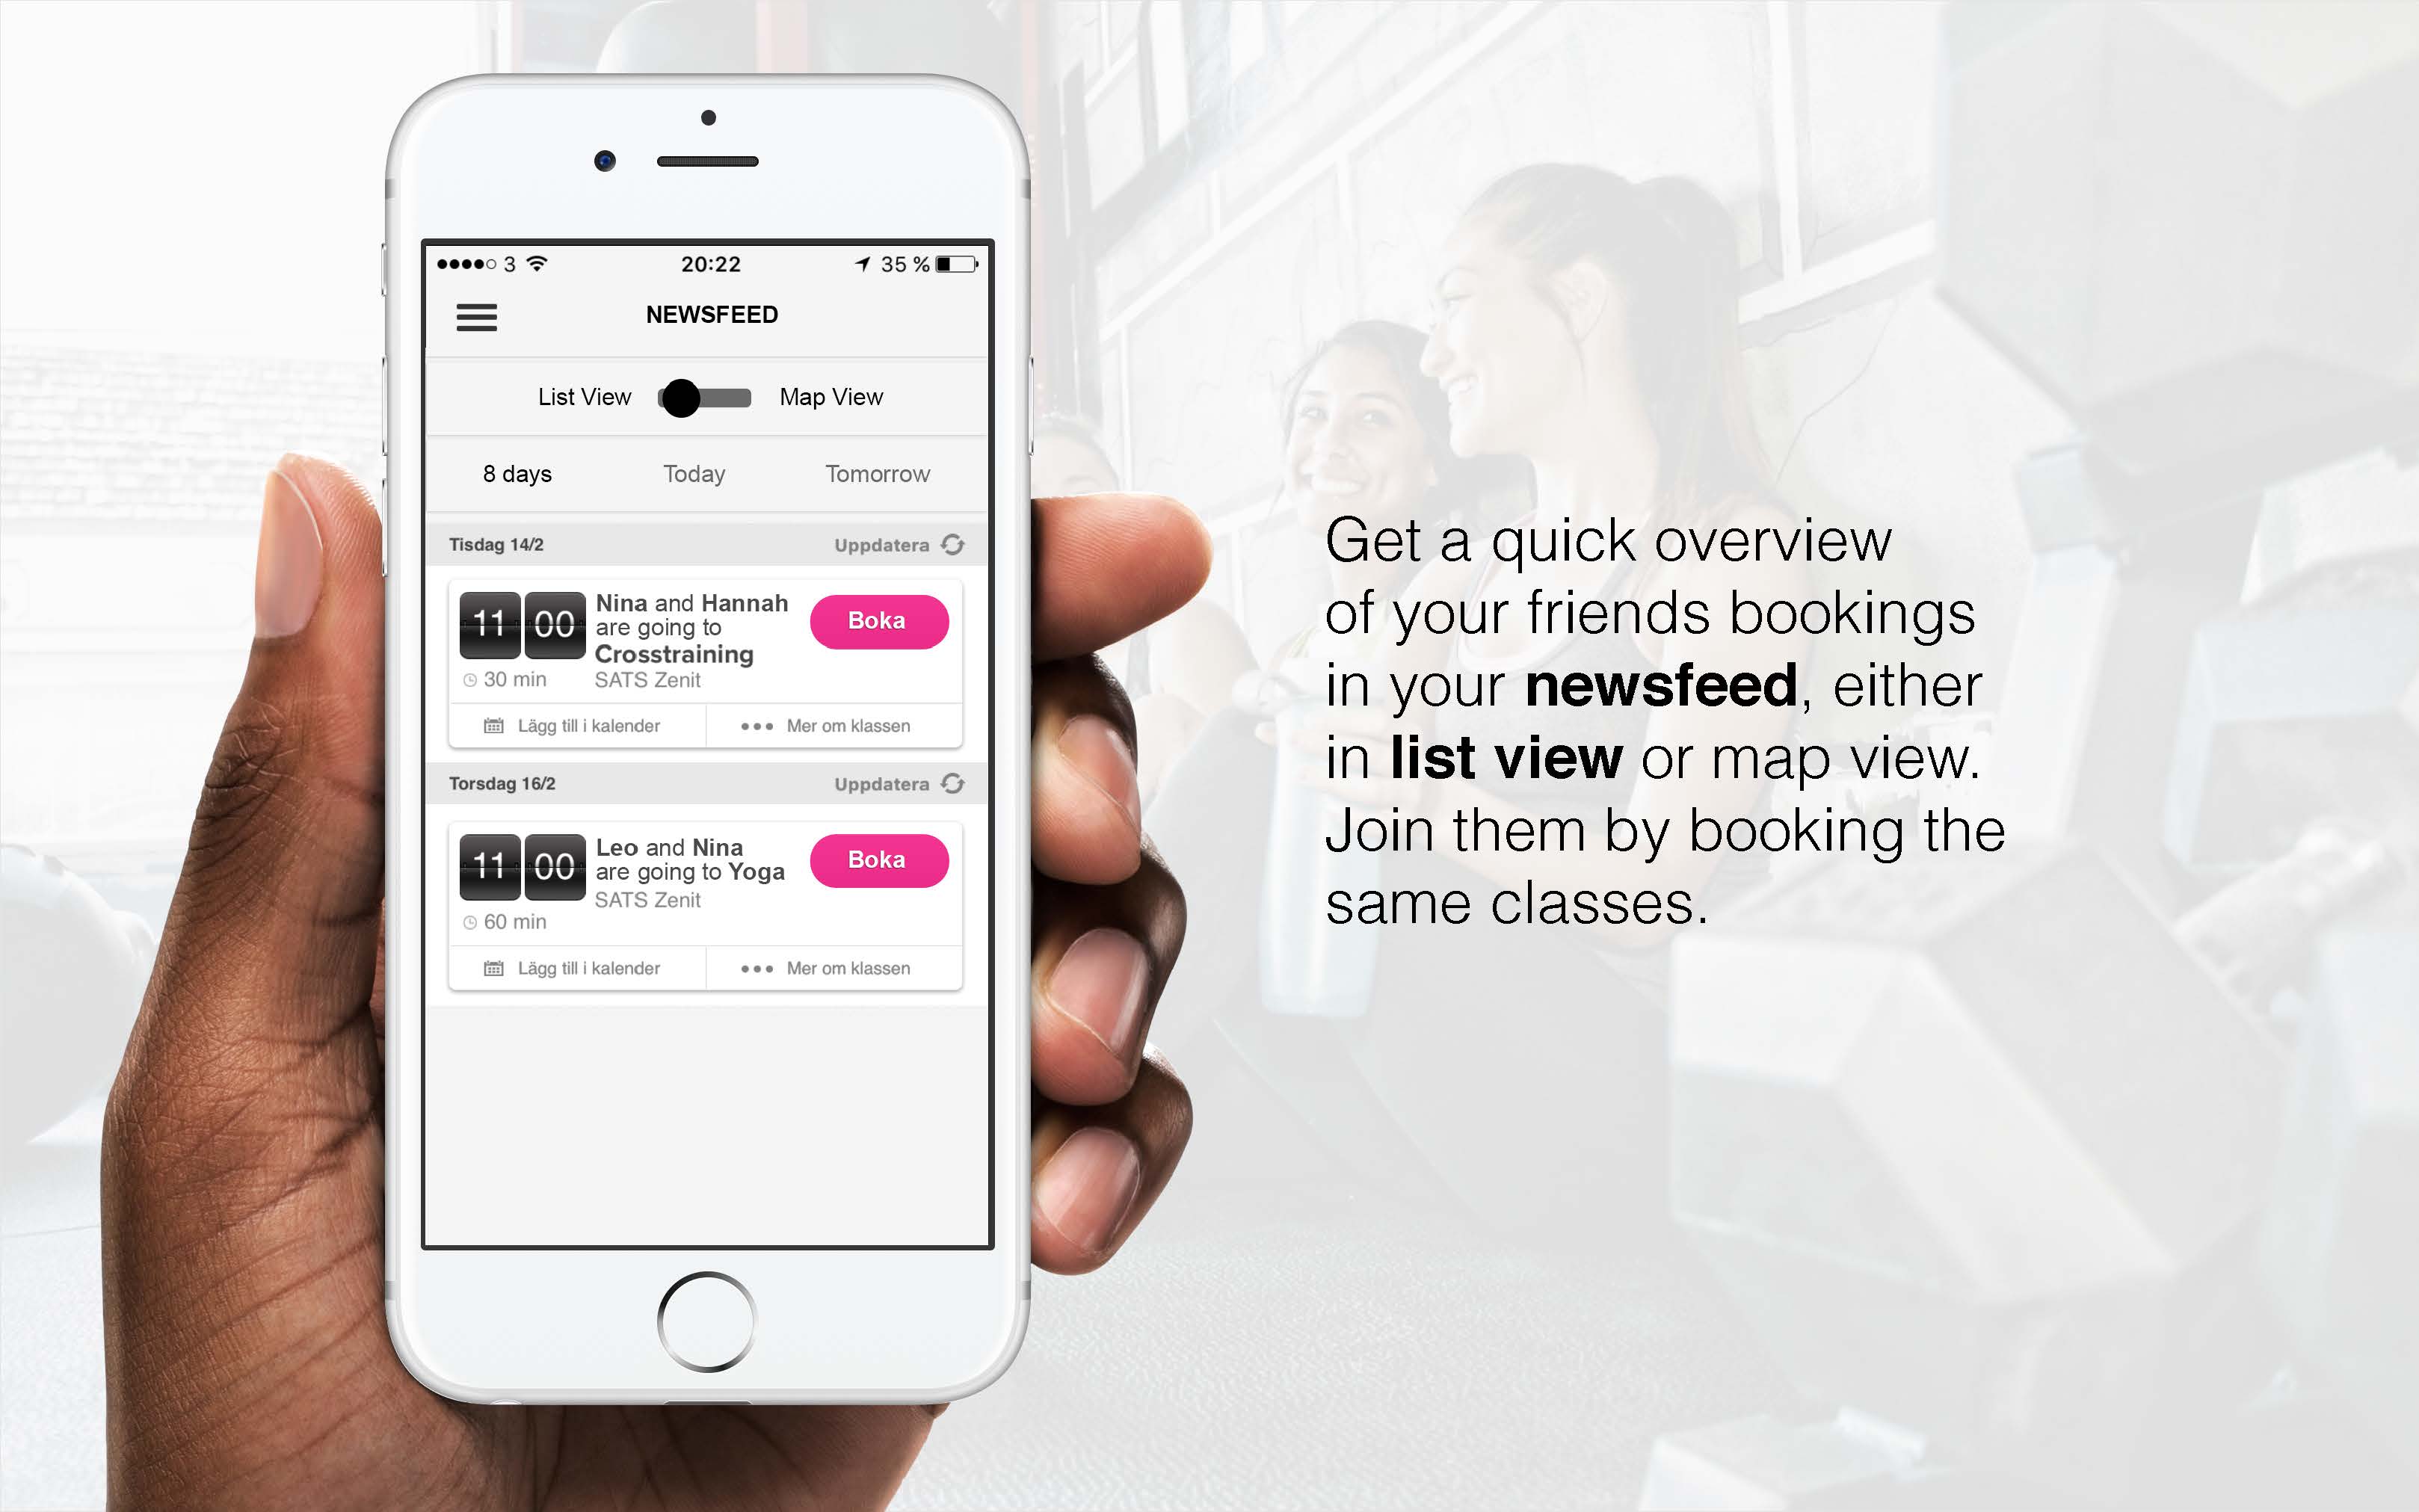 3 20:22 35 %
NEWSFEED
List View Map View
8 days Today Tomorrow
Tisdag 14/2 Uppdatera
11 00
Nina and Hannah
are going to
Crosstraining
SATS Zenit
30 min
Boka
Lägg till i kalender Mer om klassen
Torsdag 16/2 Uppdatera
11 00
Leo and Nina
are going to Yoga
SATS Zenit
60 min
Boka
Lägg till i kalender Mer om klassen
Get a quick overview
of your friends bookings
in your newsfeed, either
in list view or map view.
Join them by booking the
same classes.